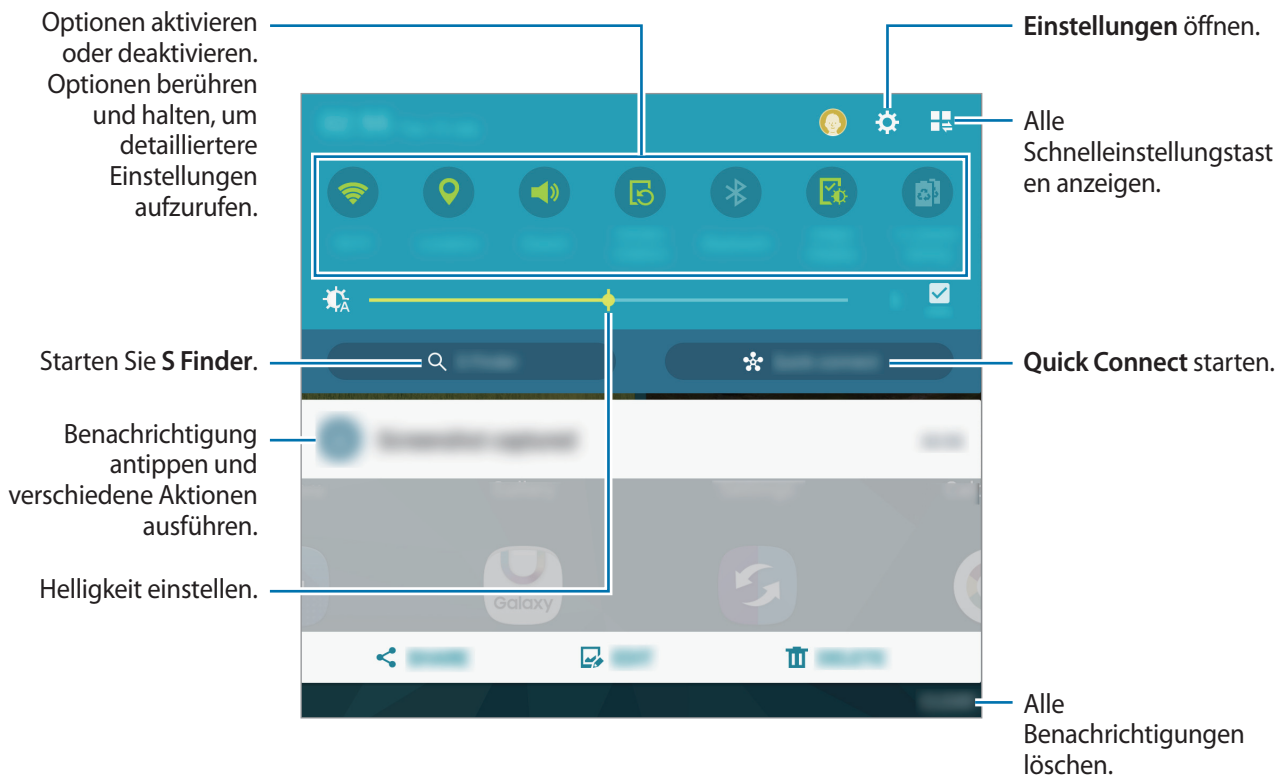 Optionen aktivieren
oder deaktivieren.
Optionen berühren
und halten, um
detailliertere
Einstellungen
aufzurufen.
Einstellungen öffnen.
Alle
Schnelleinstellungstast
en anzeigen.
Starten Sie S Finder.
Quick Connect starten.
Benachrichtigung
antippen und
verschiedene Aktionen
ausführen.
Helligkeit einstellen.
A
Galaxy
Alle
Benachrichtigungen
löschen.